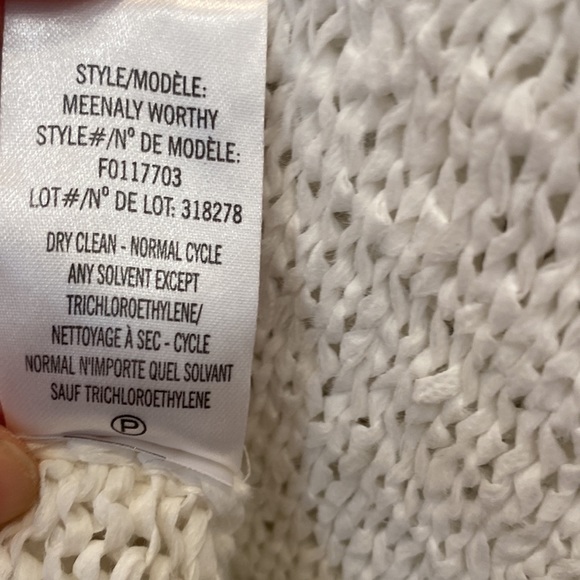 STYLE/MODÈLE:
MEENALY WORTHY
STYLE#/Nº DE MODÈLE:
F0117703
LOT#/Nº DE LOT: 318278
DRY CLEAN - NORMAL CYCLE
ANY SOLVENT EXCEPT
TRICHLOROETHYLENE/
NETTOYAGE À SEC - CYCLE
NORMAL N'IMPORTE QUEL SOLVANT
SAUF TRICHLOROETHYLENE
P